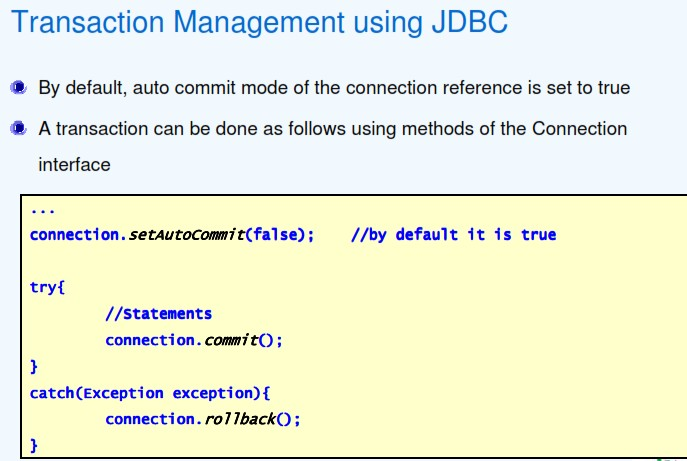 Transaction Management using JDBC
By default, auto commit mode of the connection reference is set to true
A transaction can be done as follows using methods of the Connection
interface
...
connection.setAutoCommit(false);    //by default it is true
try{
//Statements
connection.commit();
}
catch(Exception exception){
connection.rollback();
}